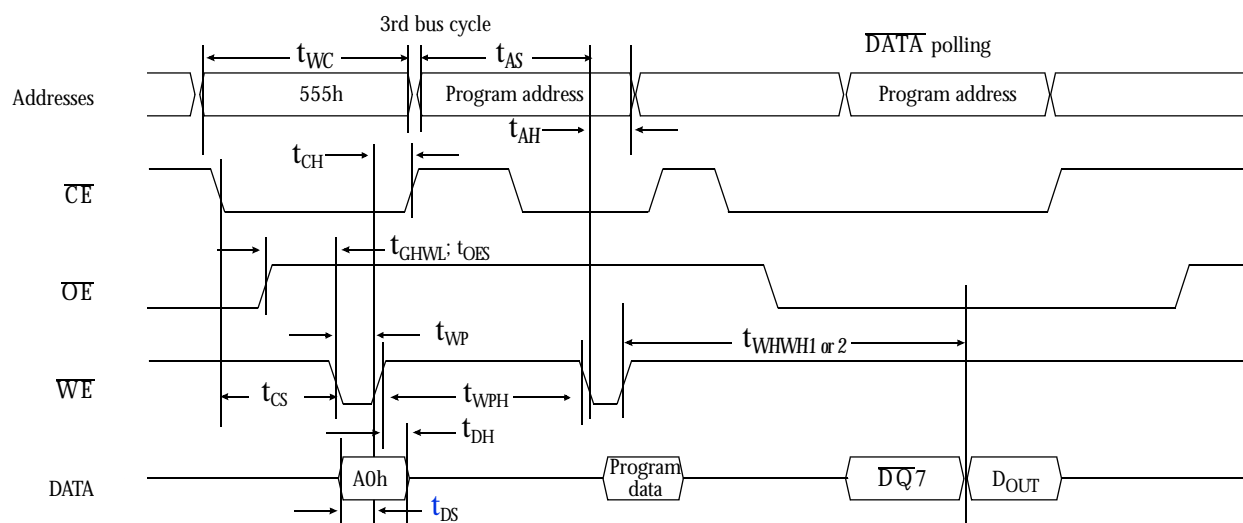 3rd bus cycle
tWC
tAS
DATA polling
Addresses
555h
Program address
Program address
tAH
tCH
CE
tGHWL; tOES
OE
tWP
tWHWH1 or 2
WE
tCS
tWPH
tDH
DATA
A0h
Program
data
DQ7
DOUT
tDS